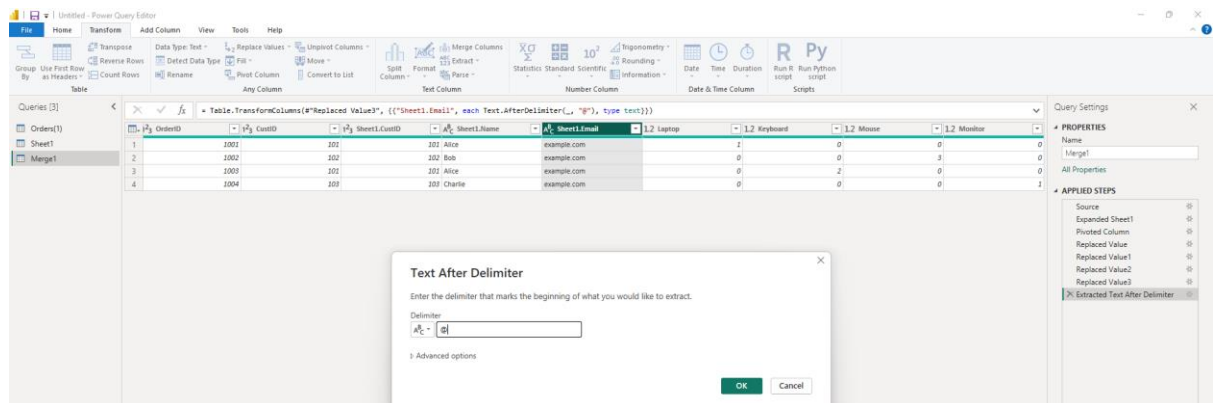 Untitled - Power Query Editor
File Home Transform Add Column View Tools Help
Group By
Use First Row as Headers
Transpose
Reverse Rows
Count Rows
Table
Data Type: Text
Detect Data Type
Rename
Replace Values
Fill
Pivot Column
Unpivot Columns
Move
Convert to List
Any Column
Split Column
Format
Merge Columns
Extract
Parse
Text Column
Statistics
Standard
Scientific
Trigonometry
Rounding
Information
Number Column
Date
Time
Duration
Date & Time Column
Run R script
Run Python script
Scripts
Queries [3]
Orders(1)
Sheet1
Merge1
= Table.TransformColumns(#"Replaced Value3", {{"Sheet1.Email", each Text.AfterDelimiter(_, "@"), type text}})
OrderID CustID Sheet1.CustID Sheet1.Name Sheet1.Email 1.2 Laptop 1.2 Keyboard 1.2 Mouse 1.2 Monitor
1 1001 101 101 Alice example.com 1 0 0 0
2 1002 102 102 Bob example.com 0 0 3 0
3 1003 101 101 Alice example.com 0 2 0 0
4 1004 103 103 Charlie example.com 0 0 0 1
Text After Delimiter
Enter the delimiter that marks the beginning of what you would like to extract.
Delimiter
@
Advanced options
OK Cancel
Query Settings
PROPERTIES
Name
Merge1
All Properties
APPLIED STEPS
Source
Expanded Sheet1
Pivoted Column
Replaced Value
Replaced Value1
Replaced Value2
Replaced Value3
Extracted Text After Delimiter